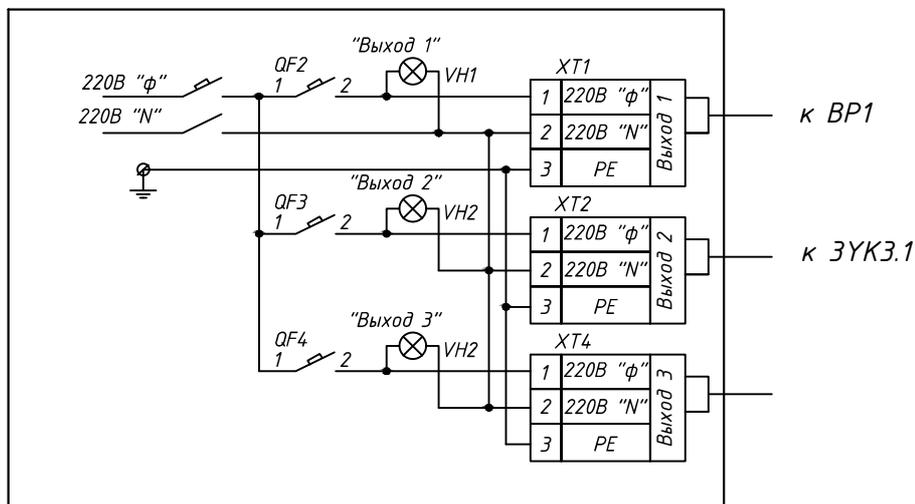 "Выход 1"
QF2
1
2
VH1
XT1
220В "ф"
220В "N"
1
220В "ф"
2
220В "N"
3
PE
Выход 1
к ВР1
"Выход 2"
QF3
1
2
VH2
XT2
1
220В "ф"
2
220В "N"
3
PE
Выход 2
к ЗУК3.1
"Выход 3"
QF4
1
2
VH2
XT4
1
220В "ф"
2
220В "N"
3
PE
Выход 3